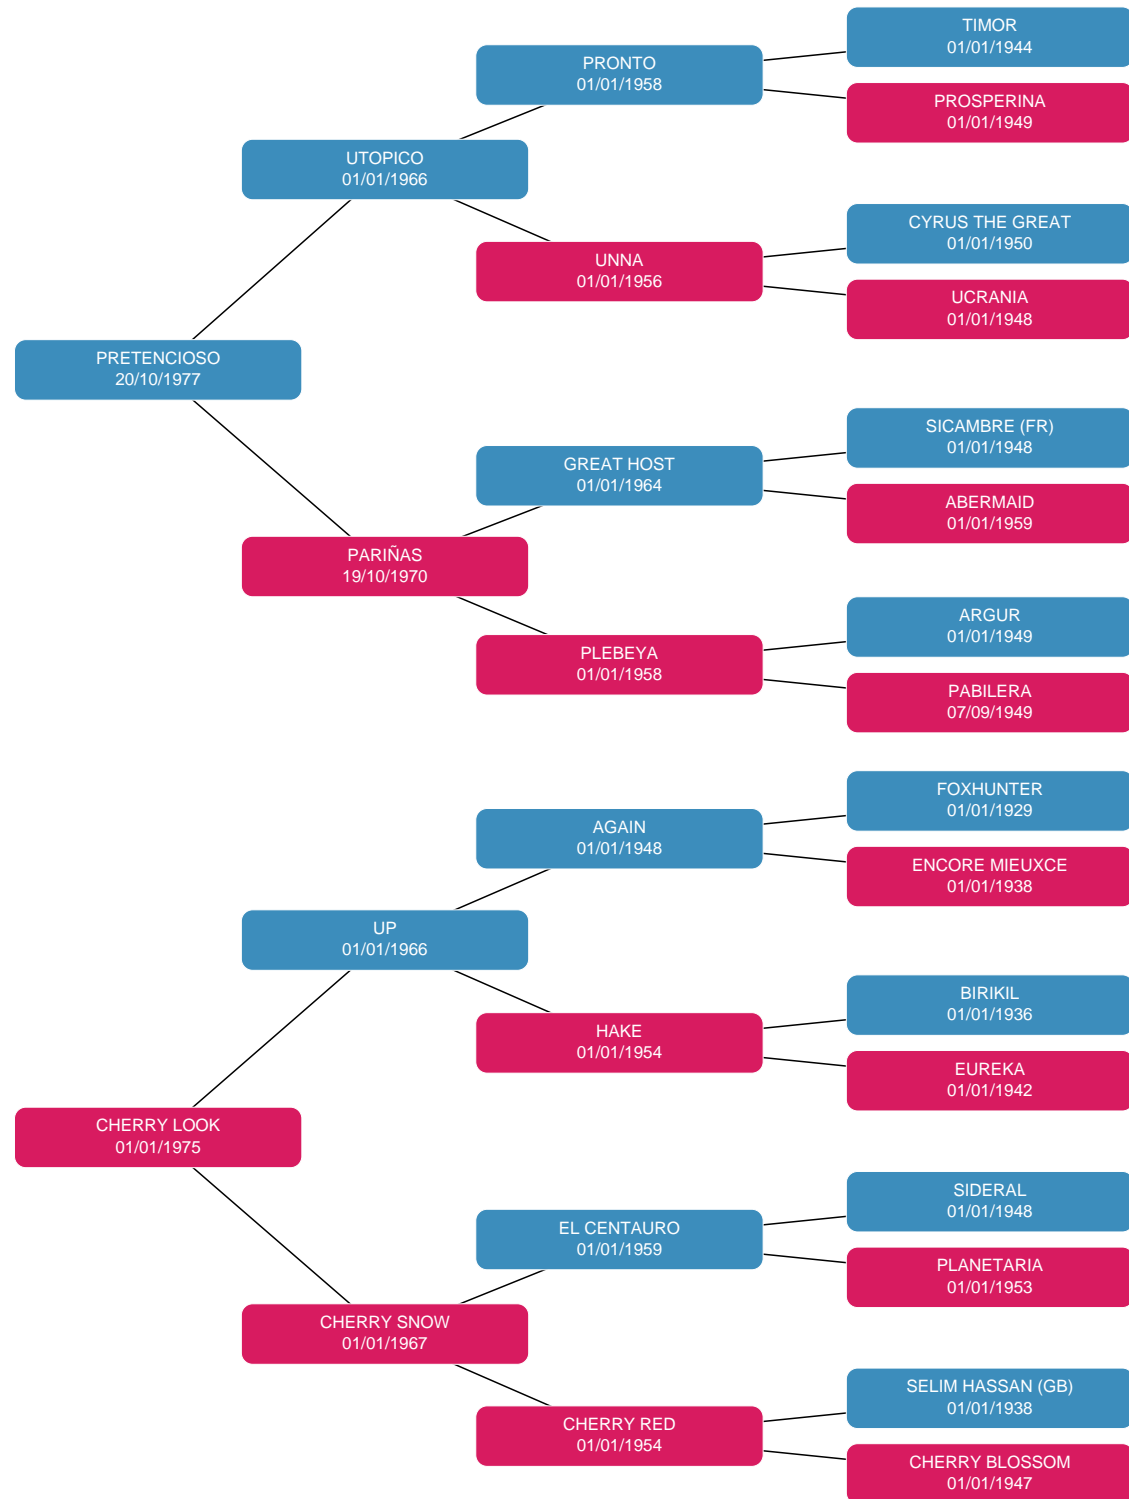 TIMOR
01/01/1944
PRONTO
01/01/1958
PROSPERINA
01/01/1949
UTOPICO
01/01/1966
CYRUS THE GREAT
01/01/1950
UNNA
01/01/1956
UCRANIA
01/01/1948
PRETENCIOSO
20/10/1977
SICAMBRE (FR)
01/01/1948
GREAT HOST
01/01/1964
ABERMAID
01/01/1959
PARIÑAS
19/10/1970
ARGUR
01/01/1949
PLEBEYA
01/01/1958
PABILERA
07/09/1949
FOXHUNTER
01/01/1929
AGAIN
01/01/1948
ENCORE MIEUXCE
01/01/1938
UP
01/01/1966
BIRIKIL
01/01/1936
HAKE
01/01/1954
EUREKA
01/01/1942
CHERRY LOOK
01/01/1975
SIDERAL
01/01/1948
EL CENTAURO
01/01/1959
PLANETARIA
01/01/1953
CHERRY SNOW
01/01/1967
SELIM HASSAN (GB)
01/01/1938
CHERRY RED
01/01/1954
CHERRY BLOSSOM
01/01/1947